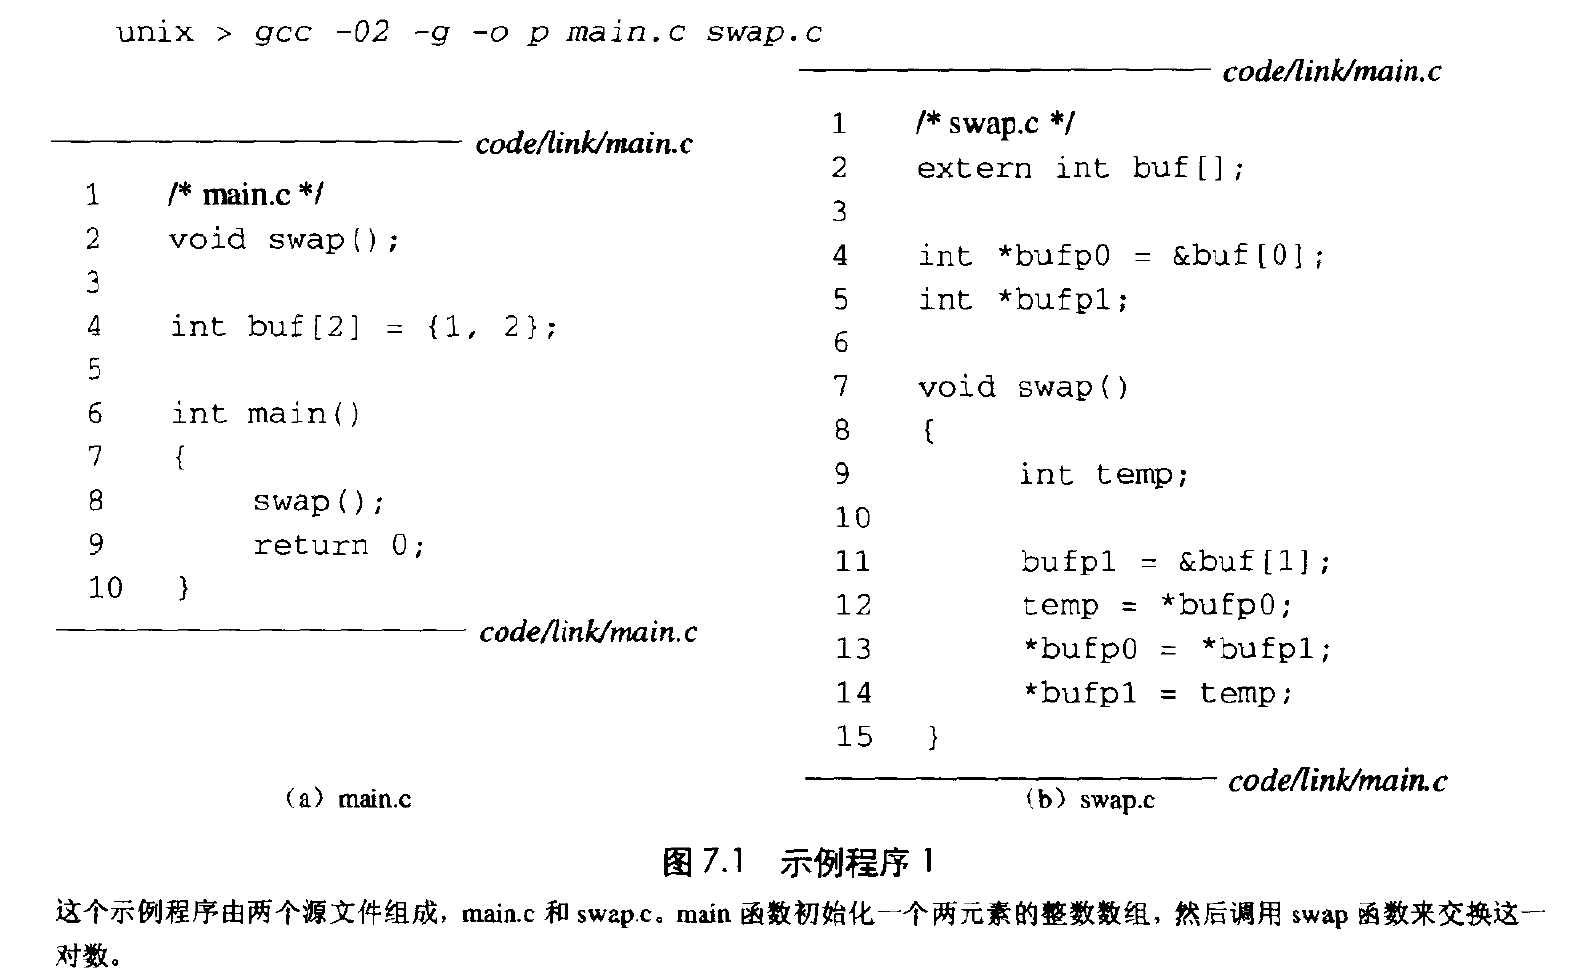 unix > gcc -02 -g -o p main.c swap.c
code/link/main.c
1 /* main.c */
2 void swap();
3
4 int buf[2] = {1, 2};
5
6 int main()
7 {
8 swap();
9 return 0;
10 }
code/link/main.c
(a) main.c
code/link/main.c
1 /* swap.c */
2 extern int buf[];
3
4 int *bufp0 = &buf[0];
5 int *bufp1;
6
7 void swap()
8 {
9 int temp;
10
11 bufp1 = &buf[1];
12 temp = *bufp0;
13 *bufp0 = *bufp1;
14 *bufp1 = temp;
15 }
code/link/main.c
(b) swap.c
图 7.1 示例程序 1
这个示例程序由两个源文件组成，main.c 和 swap.c。main 函数初始化一个两元素的整数数组，然后调用 swap 函数来交换这一
对数。